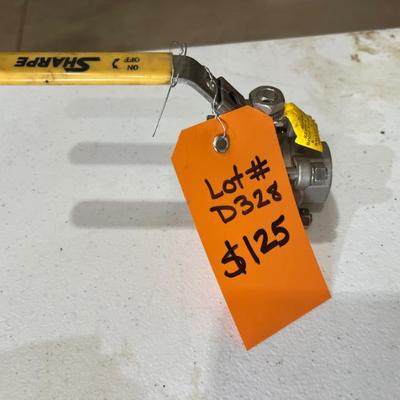 SHARPE
ON
OFF
Lot#
D328
$125